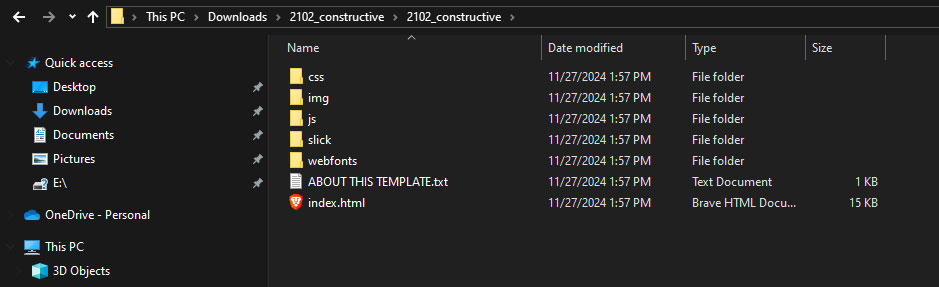 This PC > Downloads > 2102_constructive > 2102_constructive >
Quick access
Desktop
Downloads
Documents
Pictures
E:\
OneDrive - Personal
This PC
3D Objects
Name Date modified Type Size
css 11/27/2024 1:57 PM File folder
img 11/27/2024 1:57 PM File folder
js 11/27/2024 1:57 PM File folder
slick 11/27/2024 1:57 PM File folder
webfonts 11/27/2024 1:57 PM File folder
ABOUT THIS TEMPLATE.txt 11/27/2024 1:57 PM Text Document 1 KB
index.html 11/27/2024 1:57 PM Brave HTML Docu... 15 KB